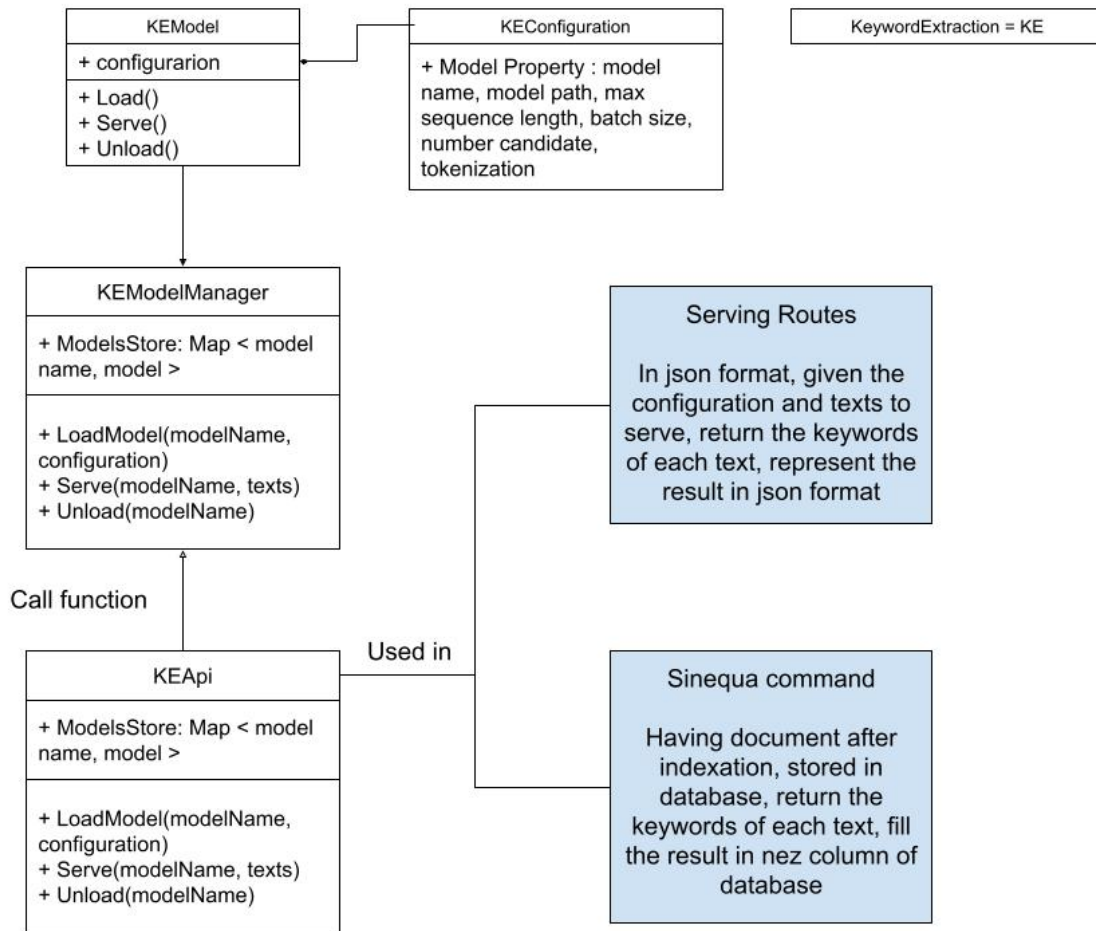 KEModel
+ configurarion
+ Load()
+ Serve()
+ Unload()
KEConfiguration
+ Model Property : model
name, model path, max
sequence length, batch size,
number candidate,
tokenization
KeywordExtraction = KE
KEModelManager
+ ModelsStore: Map < model
name, model >
+ LoadModel(modelName,
configuration)
+ Serve(modelName, texts)
+ Unload(modelName)
Serving Routes
In json format, given the
configuration and texts to
serve, return the keywords
of each text, represent the
result in json format
Call function
Used in
KEApi
+ ModelsStore: Map < model
name, model >
+ LoadModel(modelName,
configuration)
+ Serve(modelName, texts)
+ Unload(modelName)
Sinequa command
Having document after
indexation, stored in
database, return the
keywords of each text, fill
the result in nez column of
database